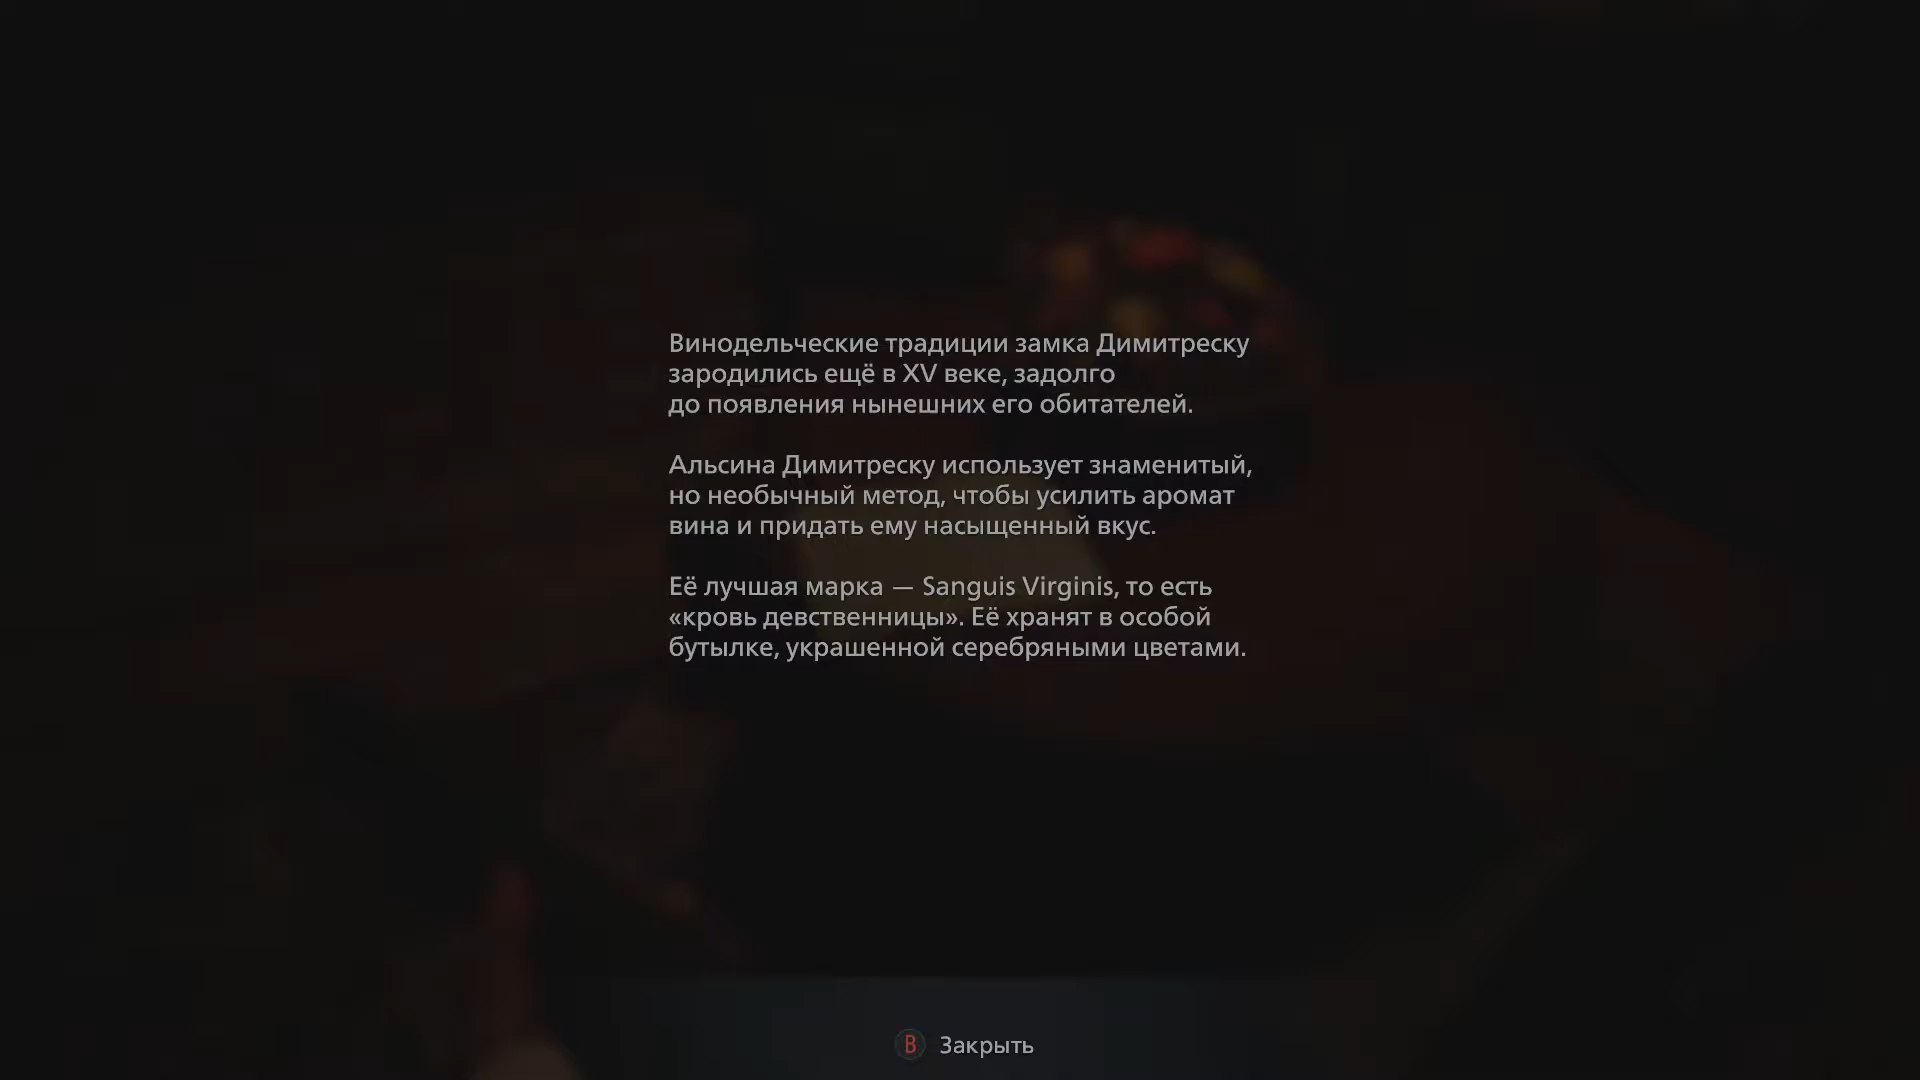 Винодельческие традиции замка Димитреску
зародились ещё в XV веке, задолго
до появления нынешних его обитателей.
Альсина Димитреску использует знаменитый,
но необычный метод, чтобы усилить аромат
вина и придать ему насыщенный вкус.
Её лучшая марка — Sanguis Virginis, то есть
«кровь девственницы». Её хранят в особой
бутылке, украшенной серебряными цветами.
B Закрыть